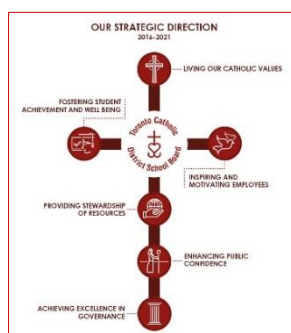 OUR STRATEGIC DIRECTION
2016-2021
LIVING OUR CATHOLIC VALUES
FOSTERING STUDENT
ACHIEVEMENT AND WELL BEING
Toronto Catholic
District School Board
INSPIRING AND
MOTIVATING EMPLOYEES
PROVIDING STEWARDSHIP
OF RESOURCES
ENHANCING PUBLIC
CONFIDENCE
ACHIEVING EXCELLENCE IN
GOVERNANCE